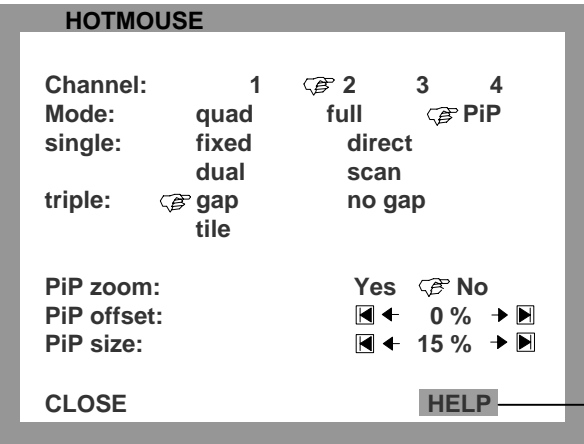 HOTMOUSE
Channel: 1 2 3 4
Mode: quad full PiP
single: fixed direct
dual scan
triple: gap no gap
tile
PiP zoom: Yes No
PiP offset: 0 %
PiP size: 15 %
CLOSE HELP